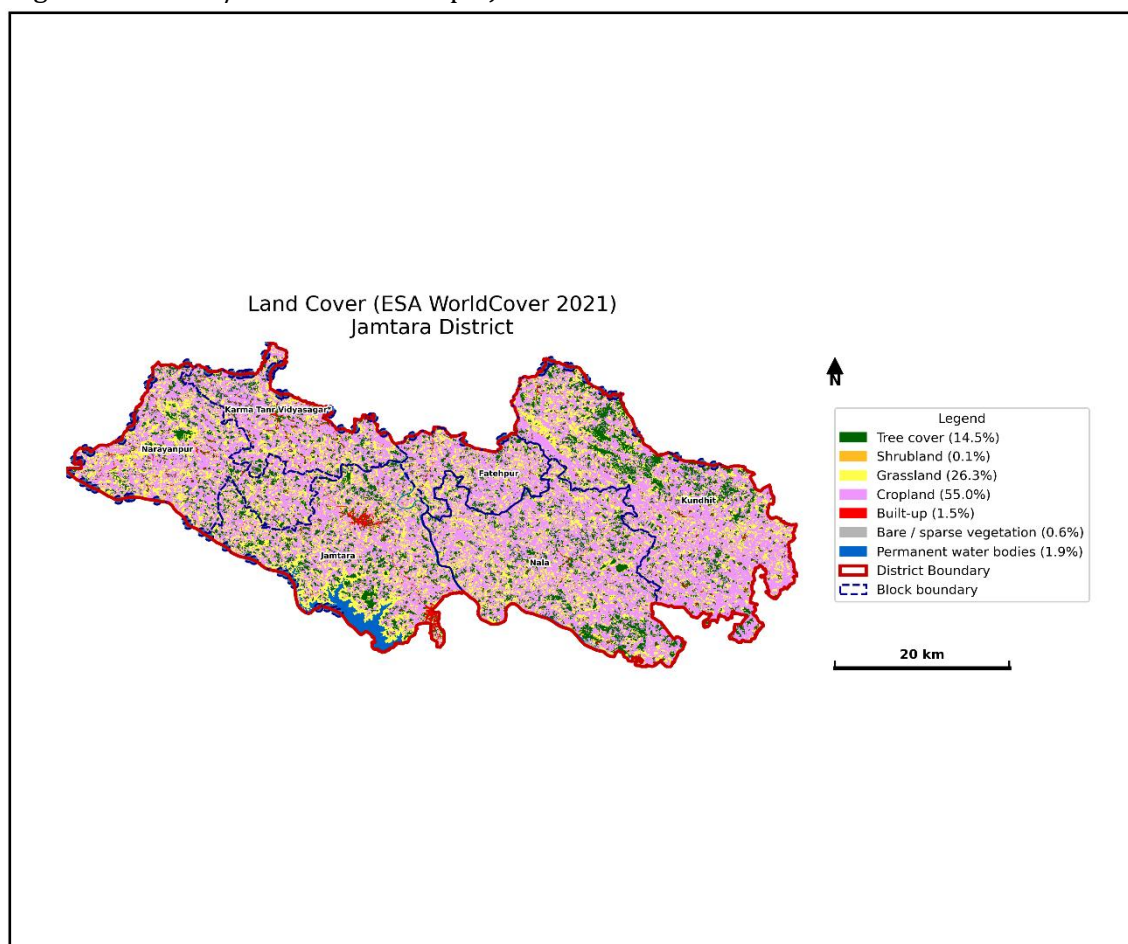 Land Cover (ESA WorldCover 2021)
Jamtara District
Karma Tanr Vidyasagar
Narayanpur
Fatehpur
Kundhit
Jamtara
Nala
N
Legend
Tree cover (14.5%)
Shrubland (0.1%)
Grassland (26.3%)
Cropland (55.0%)
Built-up (1.5%)
Bare / sparse vegetation (0.6%)
Permanent water bodies (1.9%)
District Boundary
Block boundary
20 km